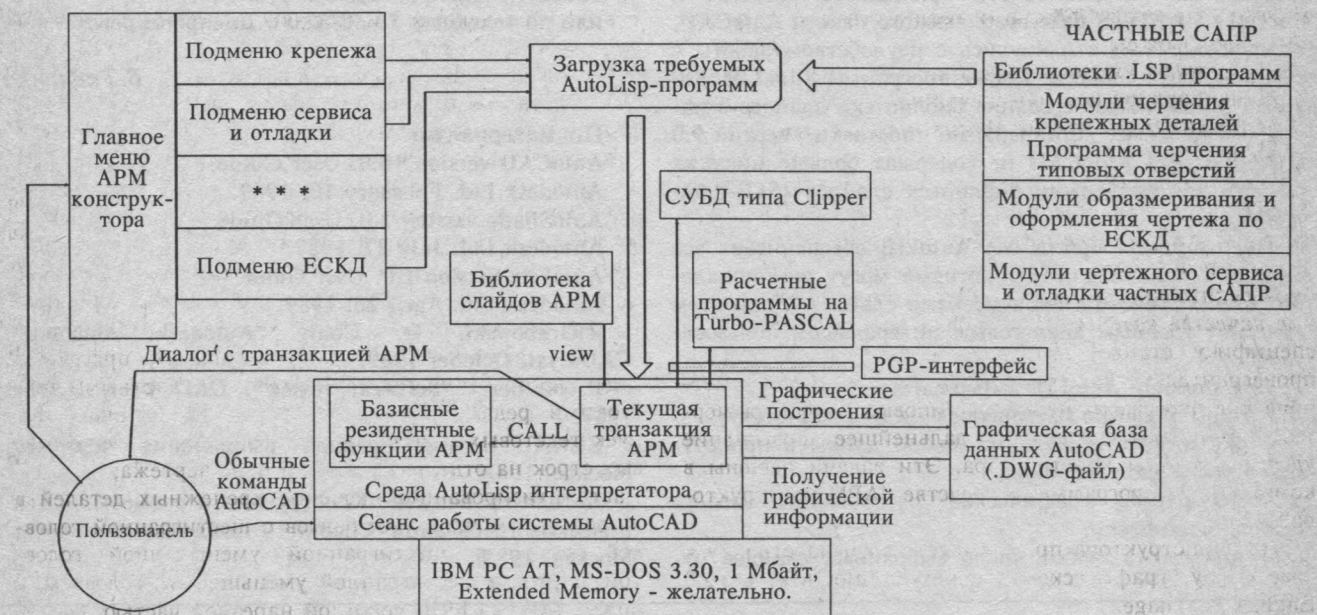 Главное
меню
АРМ
конструк-
тора
Подменю крепежа
Подменю сервиса
и отладки
* * *
Подменю ЕСКД
Загрузка требуемых
AutoLisp-программ
ЧАСТНЫЕ САПР
Библиотеки .LSP программ
Модули черчения
крепежных деталей
Программа черчения
типовых отверстий
Модули образмеривания и
оформления чертежа по
ЕСКД
Модули чертежного сервиса
и отладки частных САПР
СУБД типа Clipper
Библиотека
слайдов АРМ
Расчетные
программы на
Turbo-PASCAL
Диалог с транзакцией АРМ
view
PGP-интерфейс
Базисные
резидентные
функции АРМ
CALL
Текущая
транзакция
АРМ
Графические
построения
Графическая база
данных AutoCAD
(.DWG-файл)
Обычные
команды
AutoCAD
Среда AutoLisp интерпретатора
Получение
графической
информации
Сеанс работы системы AutoCAD
Пользователь
IBM PC AT, MS-DOS 3.30, 1 Мбайт,
Extended Memory - желательно.